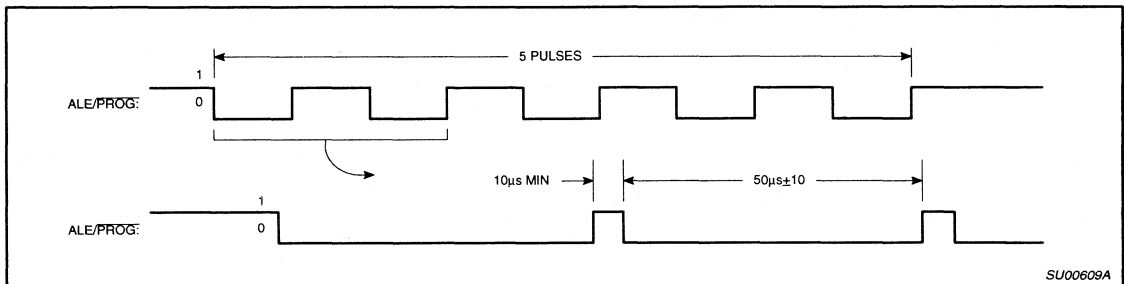 5 PULSES
1
ALE/PROG:
0
10µs MIN
50µs±10
1
ALE/PROG:
0
SU00609A